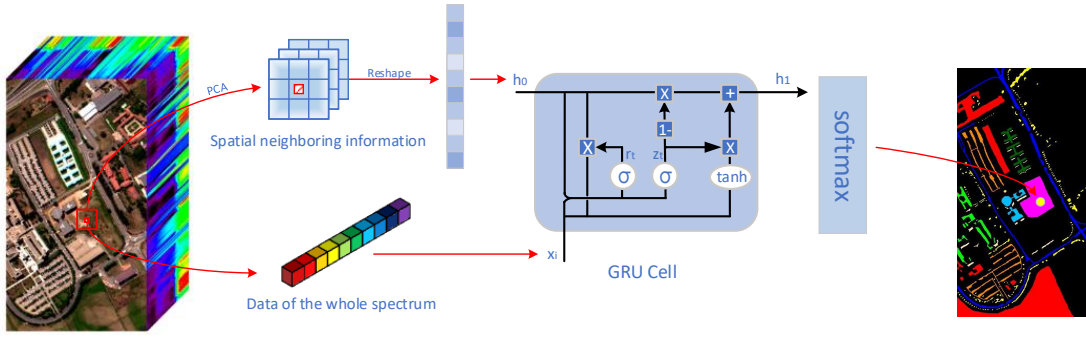 PCA
Reshape
Spatial neighboring information
Data of the whole spectrum
h₀
h₁
X
+
1-
X
rₜ
zₜ
X
σ
σ
tanh
xᵢ
GRU Cell
softmax